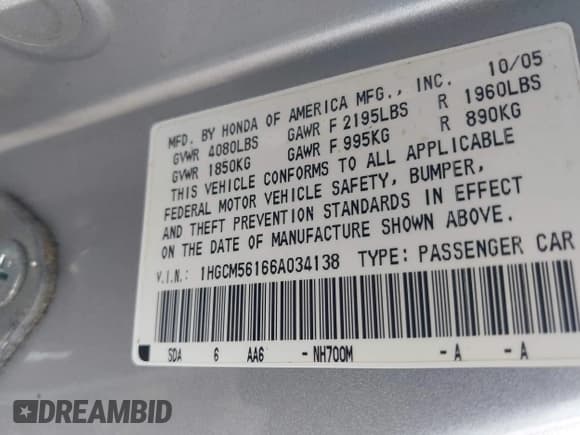 MFD. BY HONDA OF AMERICA MFG., INC. 10/05
GVWR 4080LBS GAWR F 2195LBS R 1960LBS
GVWR 1850KG GAWR F 995KG R 890KG
THIS VEHICLE CONFORMS TO ALL APPLICABLE
FEDERAL MOTOR VEHICLE SAFETY, BUMPER,
AND THEFT PREVENTION STANDARDS IN EFFECT
ON THE DATE OF MANUFACTURE SHOWN ABOVE.
V.I.N.: 1HGCM56166A034138 TYPE: PASSENGER CAR
SDA 6 AA6 - NH700M - A - A
DREAMBID